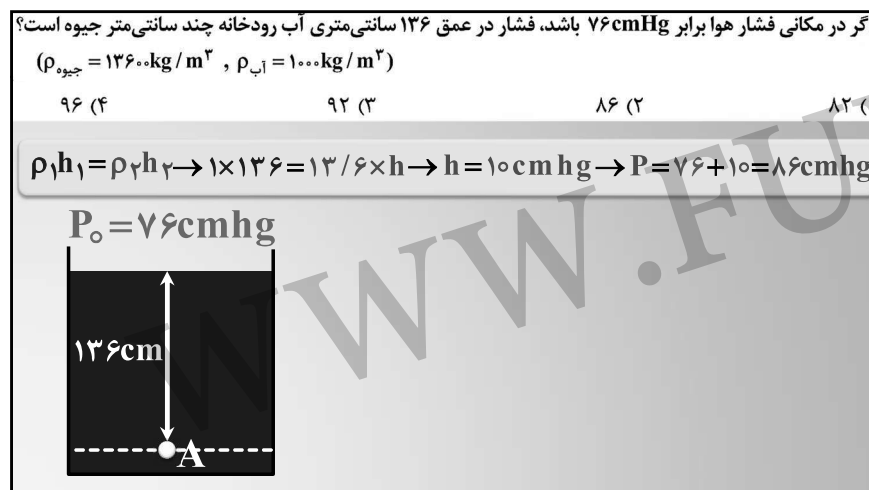 گر در مکانی فشار هوا برابر ۷۶cmHg باشد، فشار در عمق ۱۳۶ سانتی‌متری آب رودخانه چند سانتی‌متر جیوه است؟
(ρجیوه = ۱۳۶۰۰kg/m³ , ρآب = ۱۰۰۰kg/m³)
۸۲ ( ۸۶ (۲ ۹۲ (۳ ۹۶ (۴
ρ₁h₁=ρ₂h₂→۱×۱۳۶=۱۳/۶×h→h=۱۰cmhg→P=۷۶+۱۰=۸۶cmhg
P₀=۷۶cmhg
۱۳۶cm
A
WWW.FU